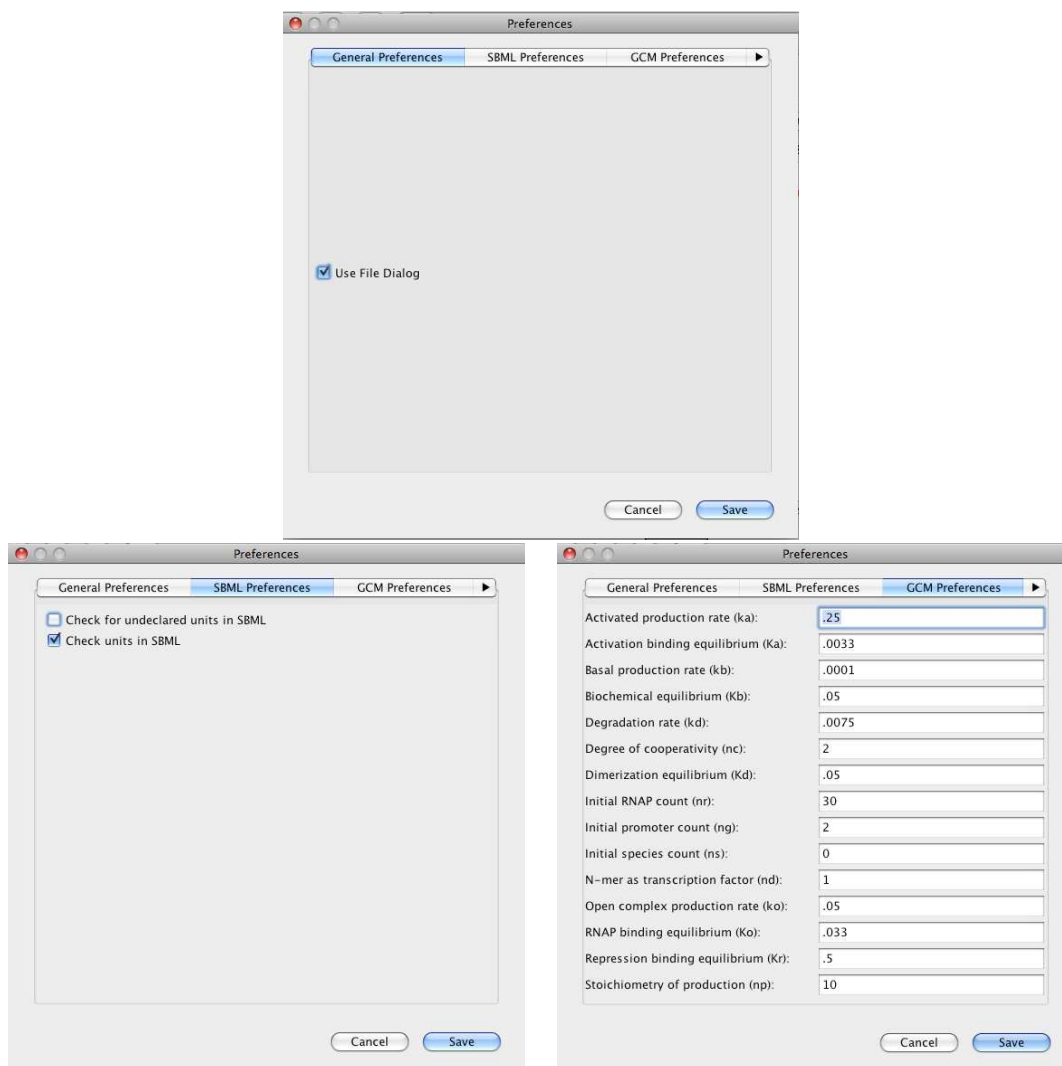 Preferences
General Preferences SBML Preferences GCM Preferences
Use File Dialog
Cancel Save
Preferences
General Preferences SBML Preferences GCM Preferences
Check for undeclared units in SBML
Check units in SBML
Cancel Save
Preferences
General Preferences SBML Preferences GCM Preferences
Activated production rate (ka): .25
Activation binding equilibrium (Ka): .0033
Basal production rate (kb): .0001
Biochemical equilibrium (Kb): .05
Degradation rate (kd): .0075
Degree of cooperativity (nc): 2
Dimerization equilibrium (Kd): .05
Initial RNAP count (nr): 30
Initial promoter count (ng): 2
Initial species count (ns): 0
N-mer as transcription factor (nd): 1
Open complex production rate (ko): .05
RNAP binding equilibrium (Ko): .033
Repression binding equilibrium (Kr): .5
Stoichiometry of production (np): 10
Cancel Save